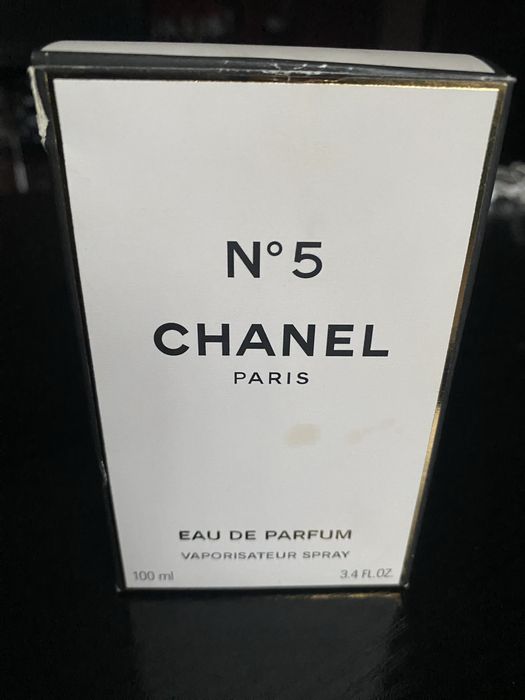 N°5
CHANEL
PARIS
EAU DE PARFUM
VAPORISATEUR SPRAY
100 ml
3.4 FL.OZ.